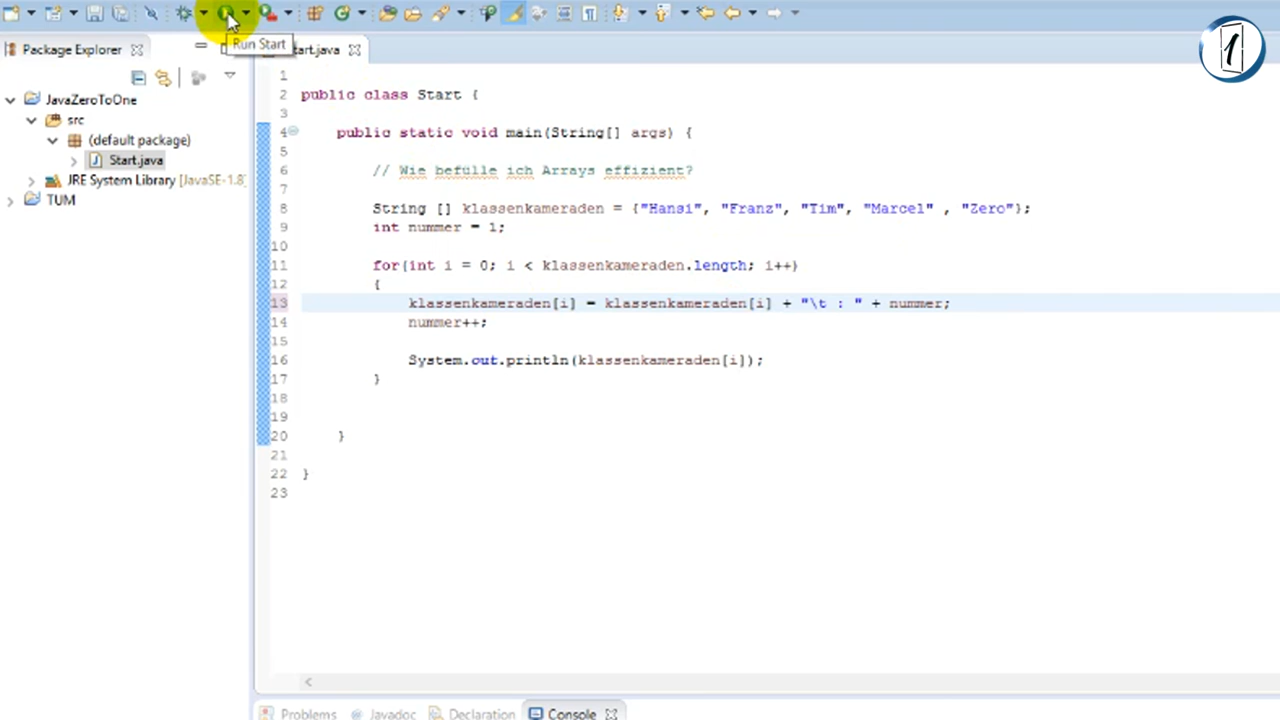 Run Start
Package Explorer
Start.java
JavaZeroToOne
src
(default package)
Start.java
JRE System Library [JavaSE-1.8]
TUM
1
2 public class Start {
3
4 public static void main(String[] args) {
5
6 // Wie befülle ich Arrays effizient?
7
8 String [] klassenkameraden = {"Hansi", "Franz", "Tim", "Marcel" , "Zero"};
9 int nummer = 1;
10
11 for(int i = 0; i < klassenkameraden.length; i++)
12 {
13 klassenkameraden[i] = klassenkameraden[i] + "\t : " + nummer;
14 nummer++;
15
16 System.out.println(klassenkameraden[i]);
17 }
18
19
20 }
21
22 }
23
Problems
Javadoc
Declaration
Console
1